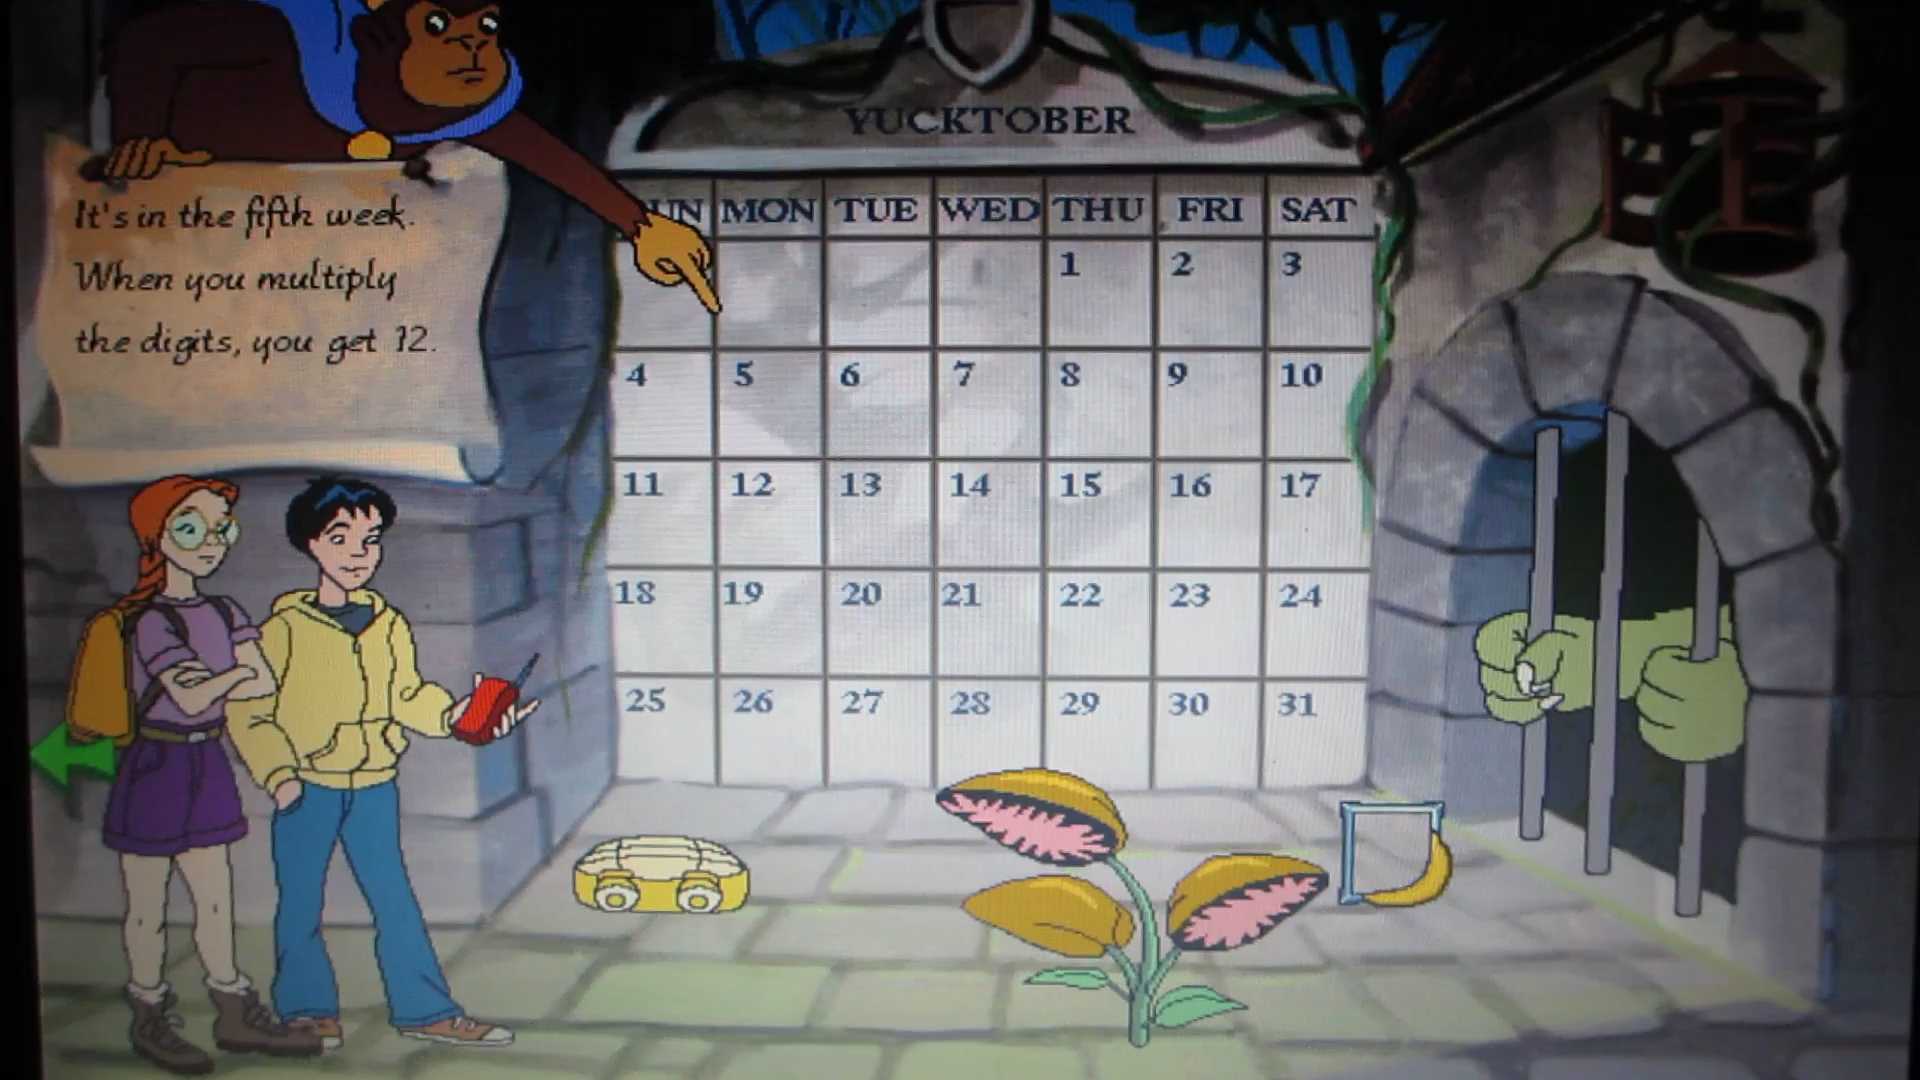 It's in the fifth week.
When you multiply
the digits, you get 12.
YUCKTOBER
MON TUE WED THU FRI SAT
1 2 3
4 5 6 7 8 9 10
11 12 13 14 15 16 17
18 19 20 21 22 23 24
25 26 27 28 29 30 31